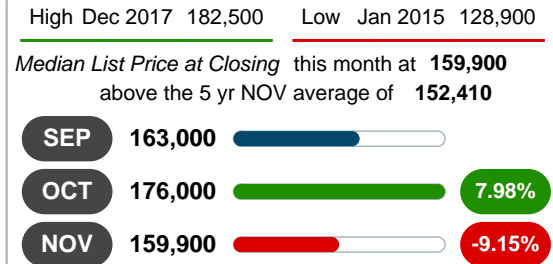 High Dec 2017 182,500 Low Jan 2015 128,900
Median List Price at Closing this month at 159,900
above the 5 yr NOV average of 152,410
SEP 163,000
OCT 176,000 7.98%
NOV 159,900 -9.15%